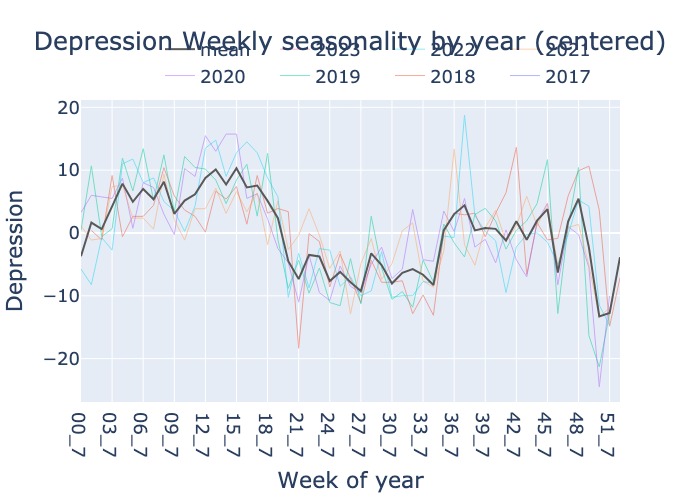 Depression Weekly seasonality by year (centered)
mean 2023 2022 2021
2020 2019 2018 2017
20
10
0
−10
−20
Depression
00_7 03_7 06_7 09_7 12_7 15_7 18_7 21_7 24_7 27_7 30_7 33_7 36_7 39_7 42_7 45_7 48_7 51_7
Week of year